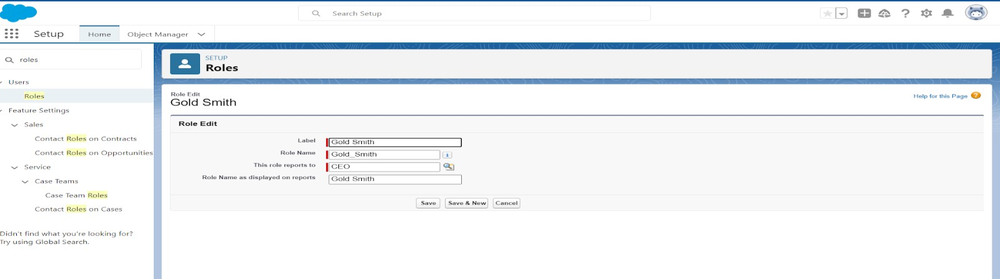 Search Setup
Setup
Home
Object Manager
roles
Users
Roles
Feature Settings
Sales
Contact Roles on Contracts
Contact Roles on Opportunities
Service
Case Teams
Case Team Roles
Contact Roles on Cases
Didn't find what you're looking for?
Try using Global Search.
SETUP
Roles
Role Edit
Gold Smith
Help for this Page ?
Role Edit
Label Gold Smith
Role Name Gold_Smith i
This role reports to CEO
Role Name as displayed on reports Gold Smith
Save Save & New Cancel